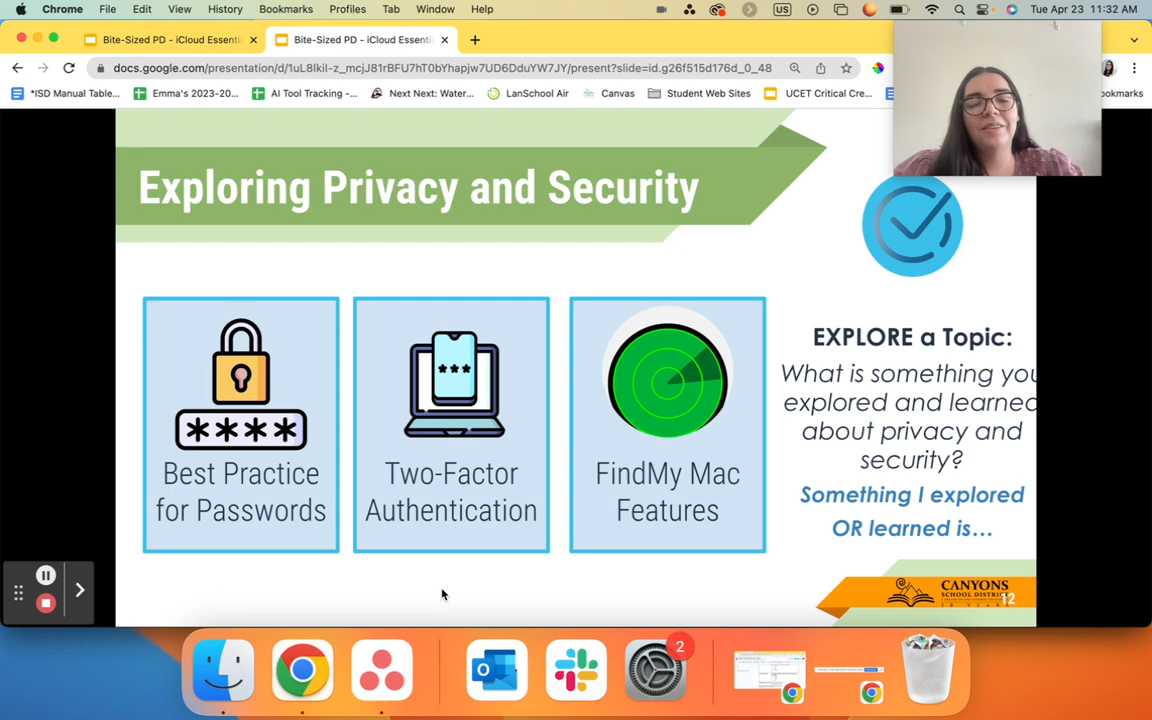 Chrome File Edit View History Bookmarks Profiles Tab Window Help US Tue Apr 23 11:32 AM
Bite-Sized PD - iCloud Essenti Bite-Sized PD - iCloud Essenti
docs.google.com/presentation/d/1uL8lkiI-z_mcjJ81rBFU7hT0bYhapjw7UD6DduYW7JY/present?slide=id.g26f515d176d_0_48
*ISD Manual Table... Emma's 2023-20... AI Tool Tracking -... Next Next: Water... LanSchool Air Canvas Student Web Sites UCET Critical Cre... ookmarks
Exploring Privacy and Security
****
***
Best Practice
for Passwords
Two-Factor
Authentication
FindMy Mac
Features
EXPLORE a Topic:
What is something you
explored and learned
about privacy and
security?
Something I explored
OR learned is...
CANYONS
SCHOOL DISTRICT
12
2